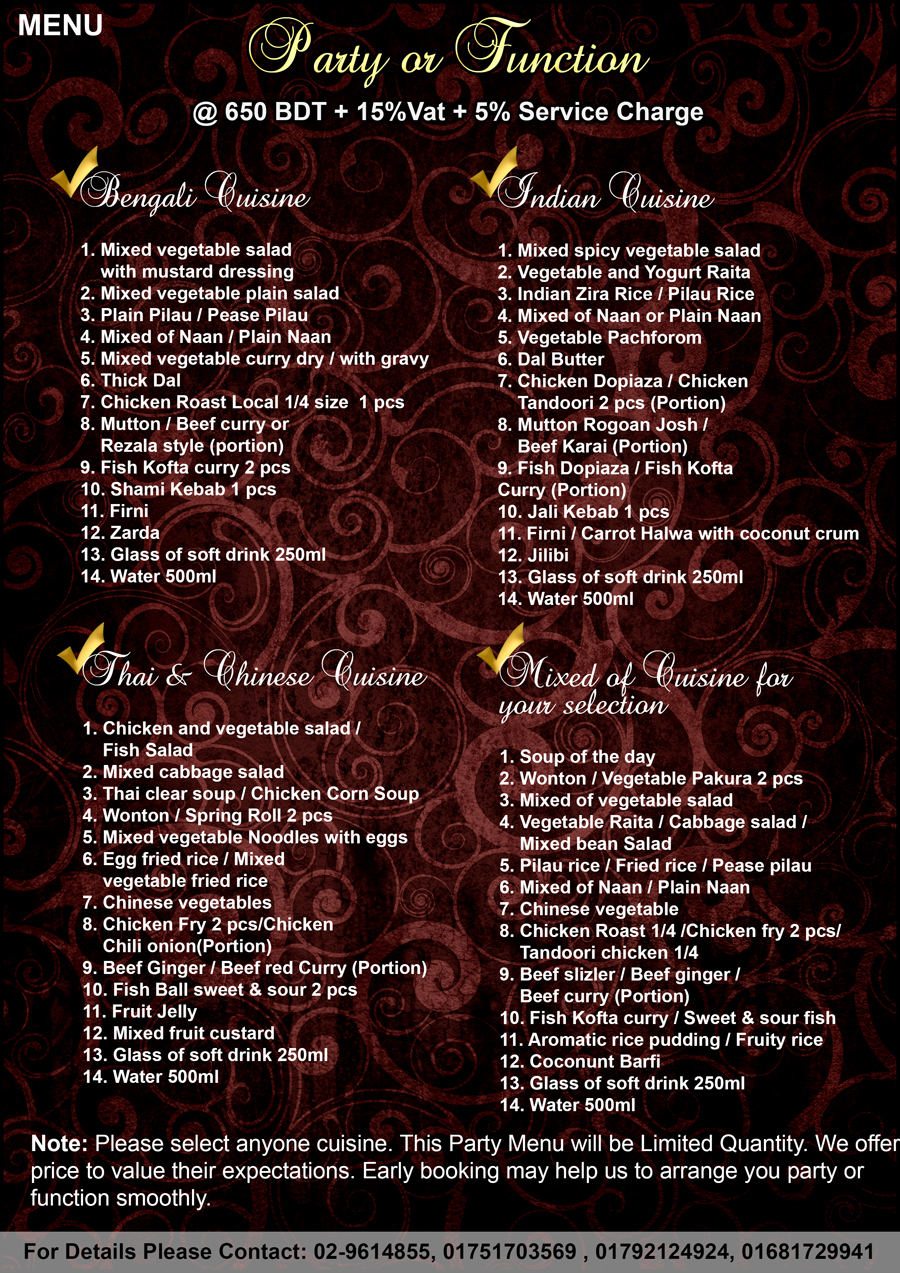 MENU
Party or Function
@ 650 BDT + 15%Vat + 5% Service Charge
Bengali Cuisine
1. Mixed vegetable salad
with mustard dressing
2. Mixed vegetable plain salad
3. Plain Pilau / Pease Pilau
4. Mixed of Naan / Plain Naan
5. Mixed vegetable curry dry / with gravy
6. Thick Dal
7. Chicken Roast Local 1/4 size 1 pcs
8. Mutton / Beef curry or
Rezala style (portion)
9. Fish Kofta curry 2 pcs
10. Shami Kebab 1 pcs
11. Firni
12. Zarda
13. Glass of soft drink 250ml
14. Water 500ml
Indian Cuisine
1. Mixed spicy vegetable salad
2. Vegetable and Yogurt Raita
3. Indian Zira Rice / Pilau Rice
4. Mixed of Naan or Plain Naan
5. Vegetable Pachforom
6. Dal Butter
7. Chicken Dopiaza / Chicken
Tandoori 2 pcs (Portion)
8. Mutton Rogoan Josh /
Beef Karai (Portion)
9. Fish Dopiaza / Fish Kofta
Curry (Portion)
10. Jali Kebab 1 pcs
11. Firni / Carrot Halwa with coconut crum
12. Jilibi
13. Glass of soft drink 250ml
14. Water 500ml
Thai & Chinese Cuisine
1. Chicken and vegetable salad /
Fish Salad
2. Mixed cabbage salad
3. Thai clear soup / Chicken Corn Soup
4. Wonton / Spring Roll 2 pcs
5. Mixed vegetable Noodles with eggs
6. Egg fried rice / Mixed
vegetable fried rice
7. Chinese vegetables
8. Chicken Fry 2 pcs/Chicken
Chili onion(Portion)
9. Beef Ginger / Beef red Curry (Portion)
10. Fish Ball sweet & sour 2 pcs
11. Fruit Jelly
12. Mixed fruit custard
13. Glass of soft drink 250ml
14. Water 500ml
Mixed of Cuisine for
your selection
1. Soup of the day
2. Wonton / Vegetable Pakura 2 pcs
3. Mixed of vegetable salad
4. Vegetable Raita / Cabbage salad /
Mixed bean Salad
5. Pilau rice / Fried rice / Pease pilau
6. Mixed of Naan / Plain Naan
7. Chinese vegetable
8. Chicken Roast 1/4 /Chicken fry 2 pcs/
Tandoori chicken 1/4
9. Beef slizler / Beef ginger /
Beef curry (Portion)
10. Fish Kofta curry / Sweet & sour fish
11. Aromatic rice pudding / Fruity rice
12. Coconunt Barfi
13. Glass of soft drink 250ml
14. Water 500ml
Note: Please select anyone cuisine. This Party Menu will be Limited Quantity. We offer
price to value their expectations. Early booking may help us to arrange you party or
function smoothly.
For Details Please Contact: 02-9614855, 01751703569 , 01792124924, 01681729941